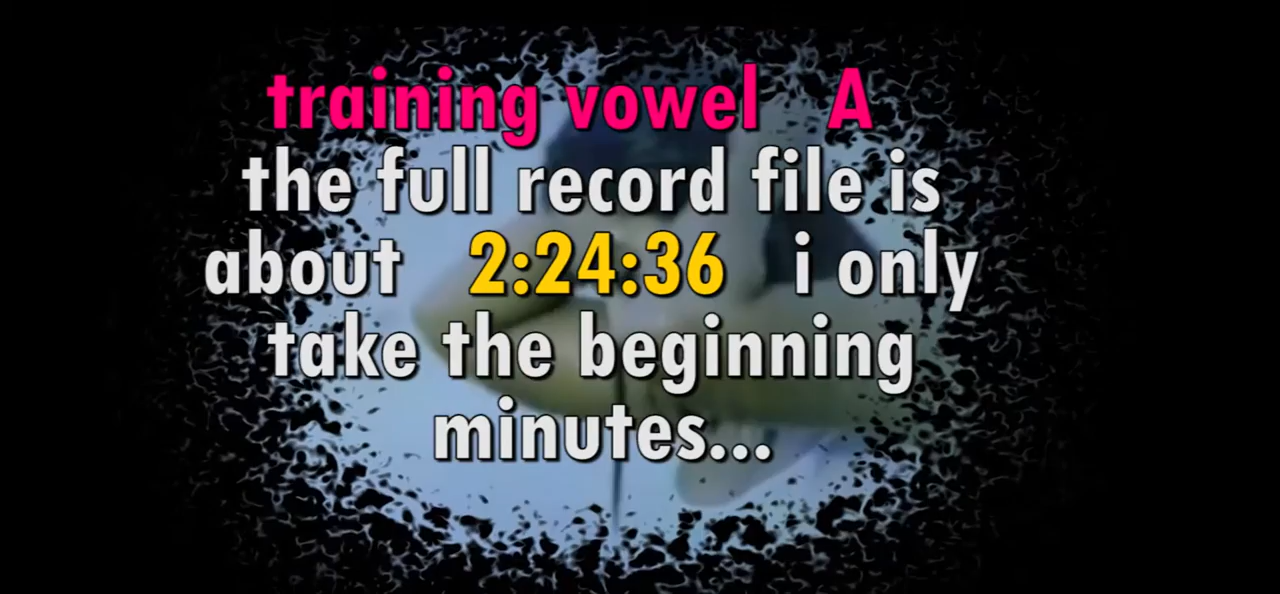 training vowel A
the full record file is
about 2:24:36 i only
take the beginning
minutes...